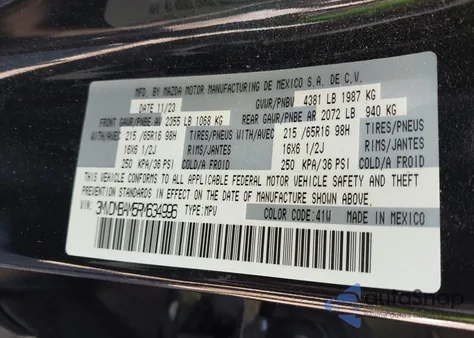 MFD. BY MAZDA MOTOR MANUFACTURING DE MEXICO S.A. DE C.V.
DATE 11/23 GVWR/PNBV 4381 LB 1987 KG
FRONT GAWR/PNBE AV 2355 LB 1068 KG REAR GAWR/PNBE AR 2072 LB 940 KG
WITH/AVEC 215 /65R16 98H TIRES/PNEUS WITH/AVEC 215 /65R16 98H TIRES/PNEUS
16X6 1/2J RIMS/JANTES 16X6 1/2J RIMS/JANTES
250 KPA/36 PSI COLD/A FROID 250 KPA/36 PSI COLD/A FROID
THIS VEHICLE CONFORMS TO ALL APPLICABLE FEDERAL MOTOR VEHICLE SAFETY AND THEFT
PREVENTION STANDARDS IN EFFECT ON THE DATE OF MANUFACTURE SHOWN ABOVE.
VIN: 3MVDMBAM5RM634996 TYPE: MPV COLOR CODE: 41W MADE IN MEXICO
autoShop